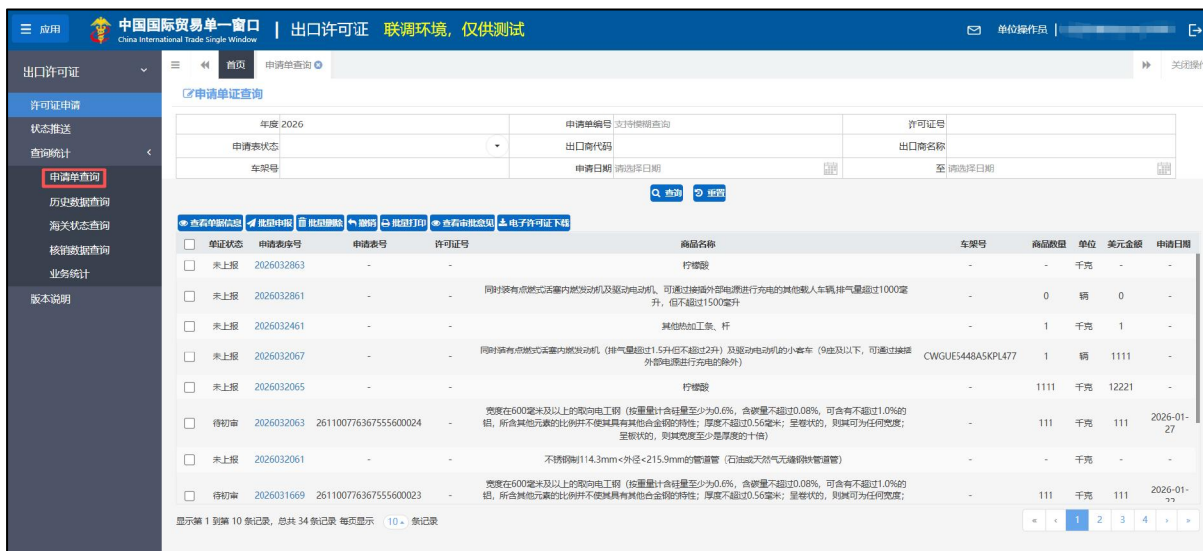 应用
中国国际贸易单一窗口 | 出口许可证 联调环境，仅供测试
China International Trade Single Window
单位操作员 |
出口许可证
许可证申请
状态推送
查询统计
申请单查询
历史数据查询
海关状态查询
核销数据查询
业务统计
版本说明
首页 申请单查询 关闭操作
申请单证查询
年度 2026 申请单编号 支持模糊查询 许可证号
申请表状态 出口商代码 出口商名称
车架号 申请日期 请选择日期 至 请选择日期
查询 重置
查看单据信息 批量申报 批量删除 撤销 批量打印 查看审批意见 电子许可证下载
单证状态 申请表序号 申请表号 许可证号 商品名称 车架号 商品数量 单位 美元金额 申请日期
未上报 2026032863 - - 柠檬酸 - - 千克 - -
未上报 2026032861 - - 同时装有点燃式活塞内燃发动机及驱动电动机、可通过接插外部电源进行充电的其他载人车辆,排气量超过1000毫
升，但不超过1500毫升 - 0 辆 0 -
未上报 2026032461 - - 其他热加工条、杆 - 1 千克 1 -
未上报 2026032067 - - 同时装有点燃式活塞内燃发动机（排气量超过1.5升但不超过2升）及驱动电动机的小客车（9座及以下，可通过接插
外部电源进行充电的除外） CWGUE5448A5KPL477 1 辆 1111 -
未上报 2026032065 - - 柠檬酸 - 1111 千克 12221 -
待初审 2026032063 261100776367555600024 - 宽度在600毫米及以上的取向电工钢（按重量计含硅量至少为0.6%，含碳量不超过0.08%，可含有不超过1.0%的
铝，所含其他元素的比例并不使其具有其他合金钢的特性；厚度不超过0.56毫米；呈卷状的，则其可为任何宽度；
呈板状的，则其宽度至少是厚度的十倍） - 111 千克 111 2026-01-
27
未上报 2026032061 - - 不锈钢制114.3mm<外径<215.9mm的管道管（石油或天然气无缝钢铁管道管） - - 千克 - -
待初审 2026031669 261100776367555600023 - 宽度在600毫米及以上的取向电工钢（按重量计含硅量至少为0.6%，含碳量不超过0.08%，可含有不超过1.0%的
铝，所含其他元素的比例并不使其具有其他合金钢的特性；厚度不超过0.56毫米；呈卷状的，则其可为任何宽度； - 111 千克 111 2026-01-
显示第 1 到第 10 条记录，总共 34 条记录 每页显示 10 条记录
« ‹ 1 2 3 4 › »